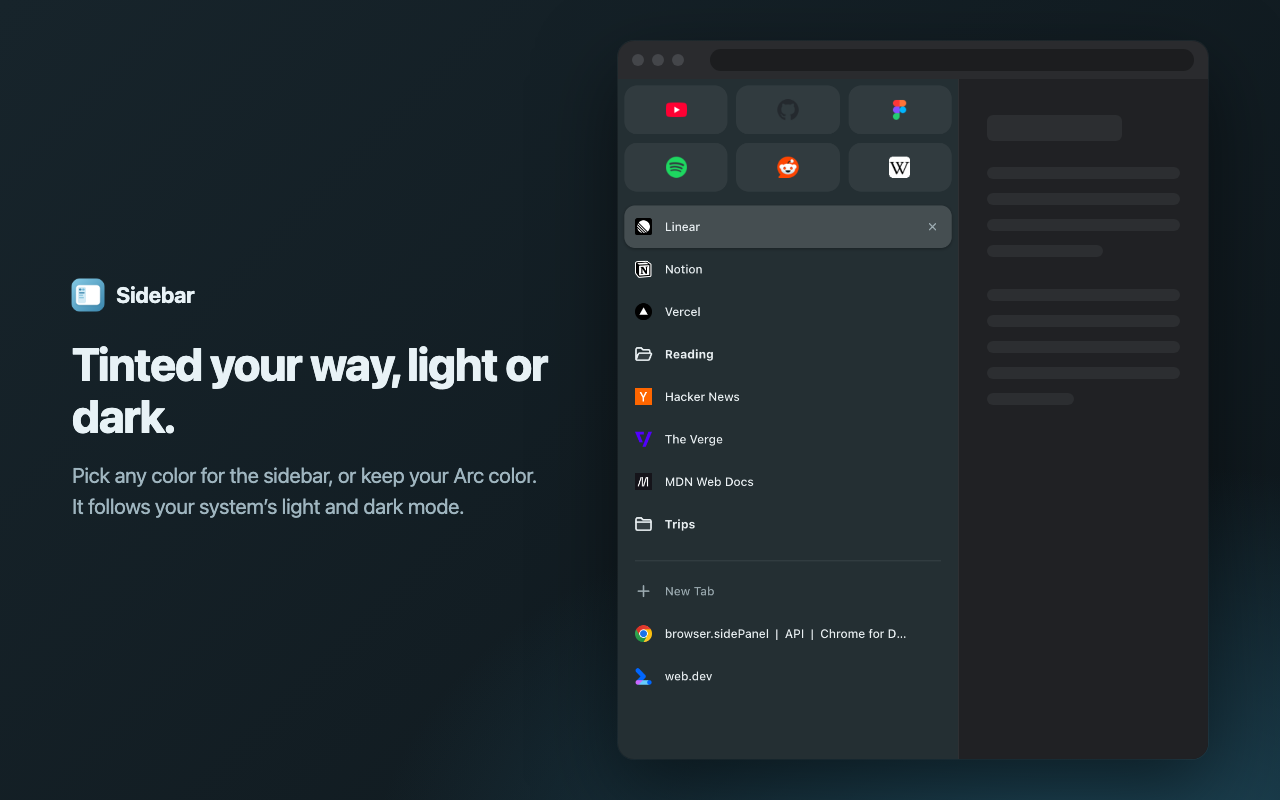 Sidebar
Tinted your way, light or
dark.
Pick any color for the sidebar, or keep your Arc color.
It follows your system’s light and dark mode.
W
Linear
Notion
Vercel
Reading
Y
Hacker News
The Verge
MDN Web Docs
Trips
New Tab
browser.sidePanel | API | Chrome for D...
web.dev